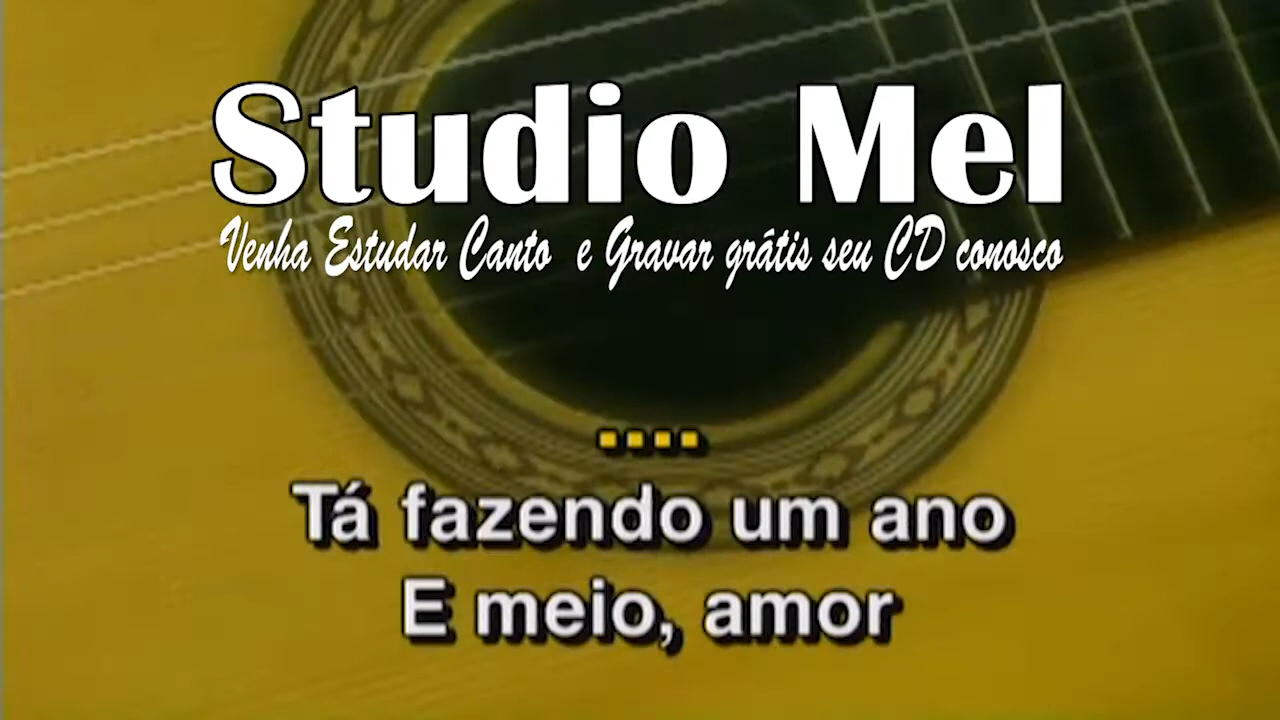 Studio Mel
Venha Estudar Canto e Gravar grátis seu CD conosco
....
Tá fazendo um ano
E meio, amor